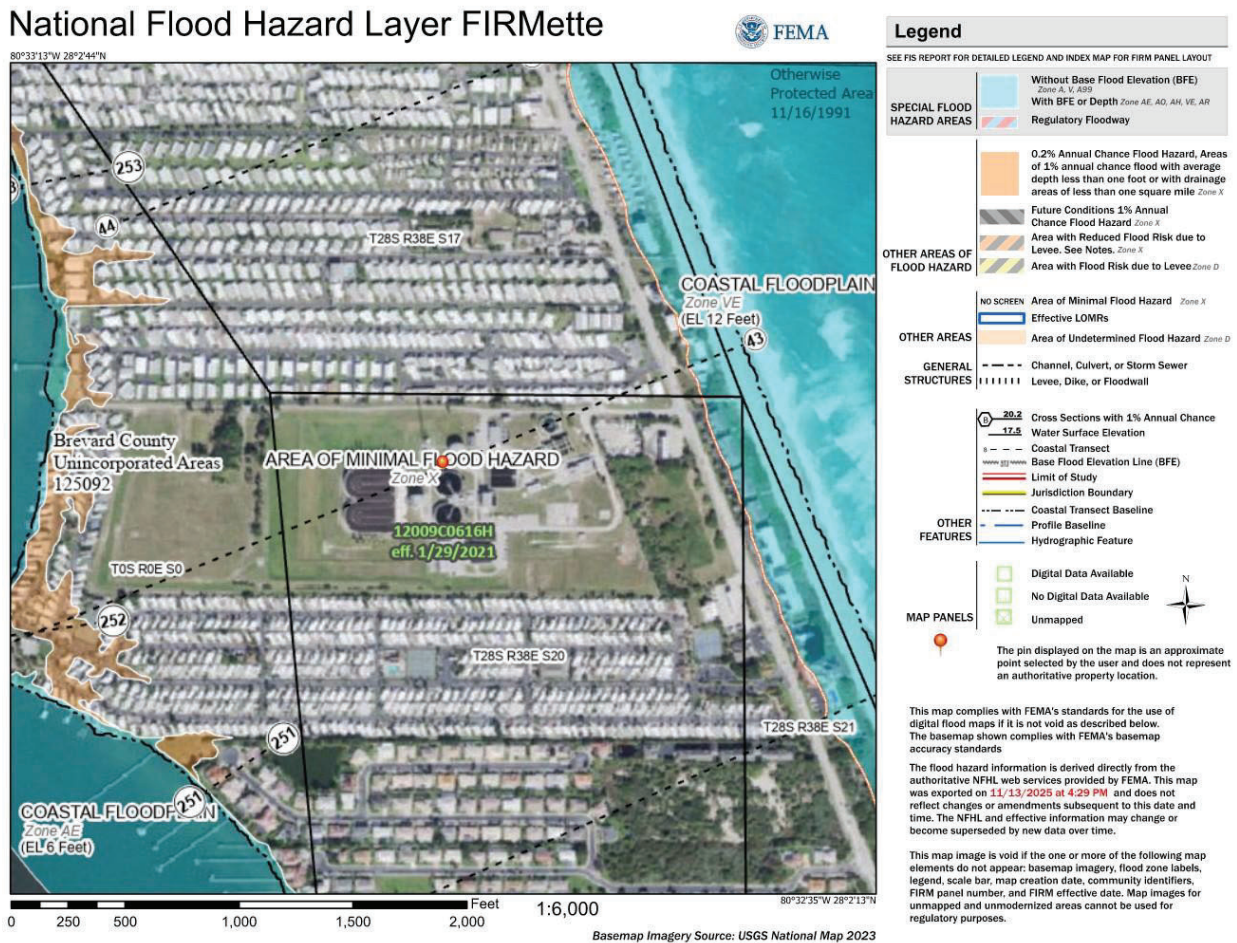 National Flood Hazard Layer FIRMette
FEMA
80°33'13"W 28°2'44"N
Otherwise
Protected Area
11/16/1991
253
44
T28S R38E S17
COASTAL FLOODPLAIN
Zone VE
(EL 12 Feet)
43
Brevard County
Unincorporated Areas
125092
AREA OF MINIMAL FLOOD HAZARD
Zone X
12009C0616H
eff. 1/29/2021
T0S R0E S0
252
T28S R38E S20
T28S R38E S21
251
251
COASTAL FLOODPLAIN
Zone AE
(EL 6 Feet)
80°32'35"W 28°2'13"N
Feet
0 250 500 1,000 1,500 2,000
1:6,000
Basemap Imagery Source: USGS National Map 2023
Legend
SEE FIS REPORT FOR DETAILED LEGEND AND INDEX MAP FOR FIRM PANEL LAYOUT
SPECIAL FLOOD
HAZARD AREAS
Without Base Flood Elevation (BFE)
Zone A, V, A99
With BFE or Depth Zone AE, AO, AH, VE, AR
Regulatory Floodway
OTHER AREAS OF
FLOOD HAZARD
0.2% Annual Chance Flood Hazard, Areas
of 1% annual chance flood with average
depth less than one foot or with drainage
areas of less than one square mile Zone X
Future Conditions 1% Annual
Chance Flood Hazard Zone X
Area with Reduced Flood Risk due to
Levee. See Notes. Zone X
Area with Flood Risk due to Levee Zone D
OTHER AREAS
NO SCREEN Area of Minimal Flood Hazard Zone X
Effective LOMRs
Area of Undetermined Flood Hazard Zone D
GENERAL
STRUCTURES
Channel, Culvert, or Storm Sewer
Levee, Dike, or Floodwall
OTHER
FEATURES
B 20.2 Cross Sections with 1% Annual Chance
17.5 Water Surface Elevation
8 Coastal Transect
Base Flood Elevation Line (BFE)
Limit of Study
Jurisdiction Boundary
Coastal Transect Baseline
Profile Baseline
Hydrographic Feature
MAP PANELS
Digital Data Available
No Digital Data Available
Unmapped
N
The pin displayed on the map is an approximate
point selected by the user and does not represent
an authoritative property location.
This map complies with FEMA's standards for the use of
digital flood maps if it is not void as described below.
The basemap shown complies with FEMA's basemap
accuracy standards
The flood hazard information is derived directly from the
authoritative NFHL web services provided by FEMA. This map
was exported on 11/13/2025 at 4:29 PM and does not
reflect changes or amendments subsequent to this date and
time. The NFHL and effective information may change or
become superseded by new data over time.
This map image is void if the one or more of the following map
elements do not appear: basemap imagery, flood zone labels,
legend, scale bar, map creation date, community identifiers,
FIRM panel number, and FIRM effective date. Map images for
unmapped and unmodernized areas cannot be used for
regulatory purposes.